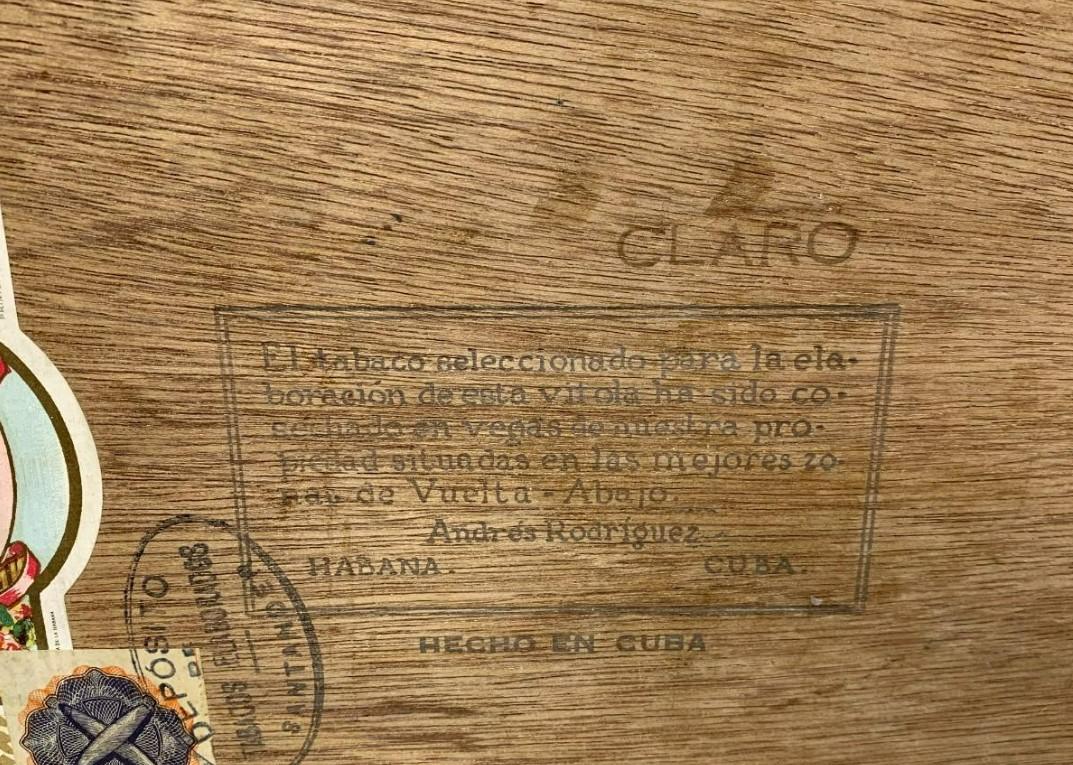 CLARO
El tabaco seleccionado para la ela-
boración de esta vitola ha sido co-
sechado en vegas de nuestra pro-
piedad situadas en las mejores zo-
nas de Vuelta-Abajo.
Andrés Rodríguez
HABANA. CUBA.
HECHO EN CUBA
DEPÓSITO
DE
TABACOS ELABORADOS
SANTANDER